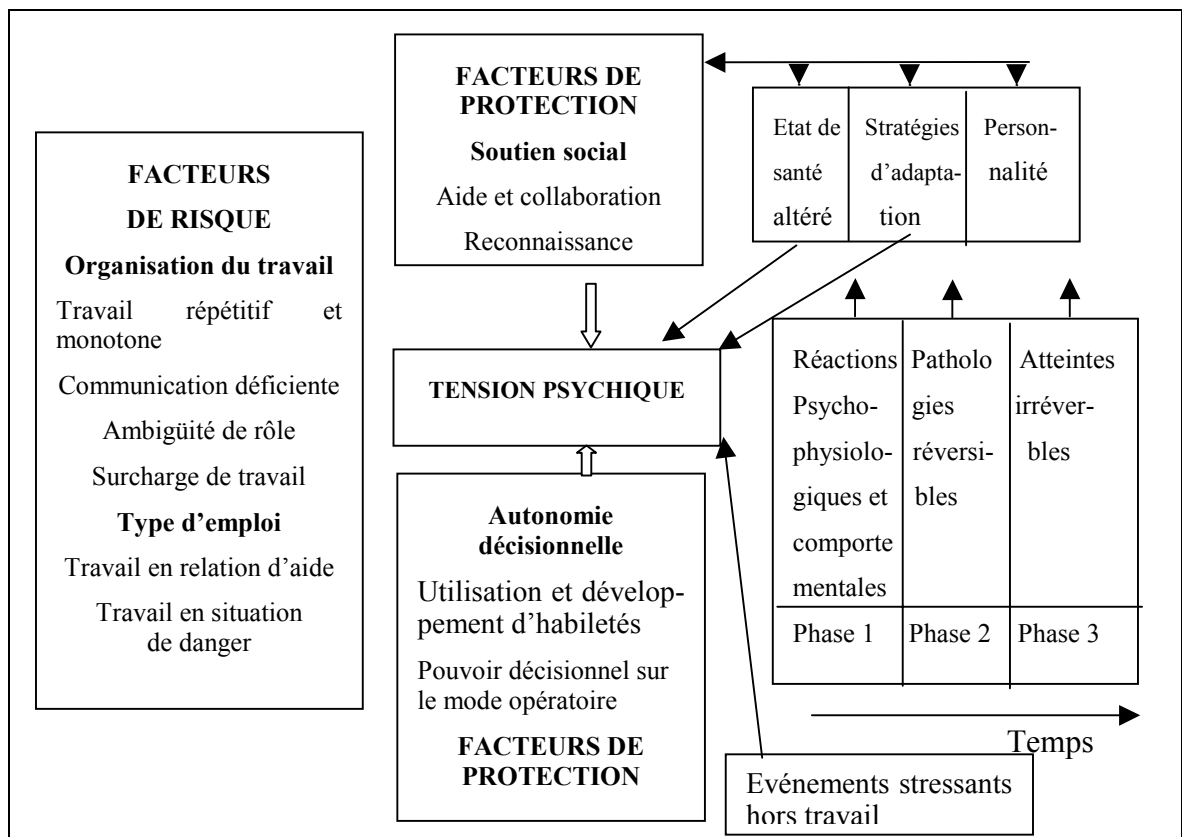 FACTEURS
DE RISQUE
Organisation du travail
Travail répétitif et
monotone
Communication déficiente
Ambigüité de rôle
Surcharge de travail
Type d’emploi
Travail en relation d’aide
Travail en situation
de danger
FACTEURS DE
PROTECTION
Soutien social
Aide et collaboration
Reconnaissance
TENSION PSYCHIQUE
Autonomie
décisionnelle
Utilisation et dévelop-
pement d’habiletés
Pouvoir décisionnel sur
le mode opératoire
FACTEURS DE
PROTECTION
Etat de
santé
altéré
Stratégies
d’adapta-
tion
Person-
nalité
Réactions
Psycho-
physiolo-
giques et
comporte
mentales
Phase 1
Patholo
gies
réversi-
bles
Phase 2
Atteintes
irréver-
bles
Phase 3
Temps
Evénements stressants
hors travail